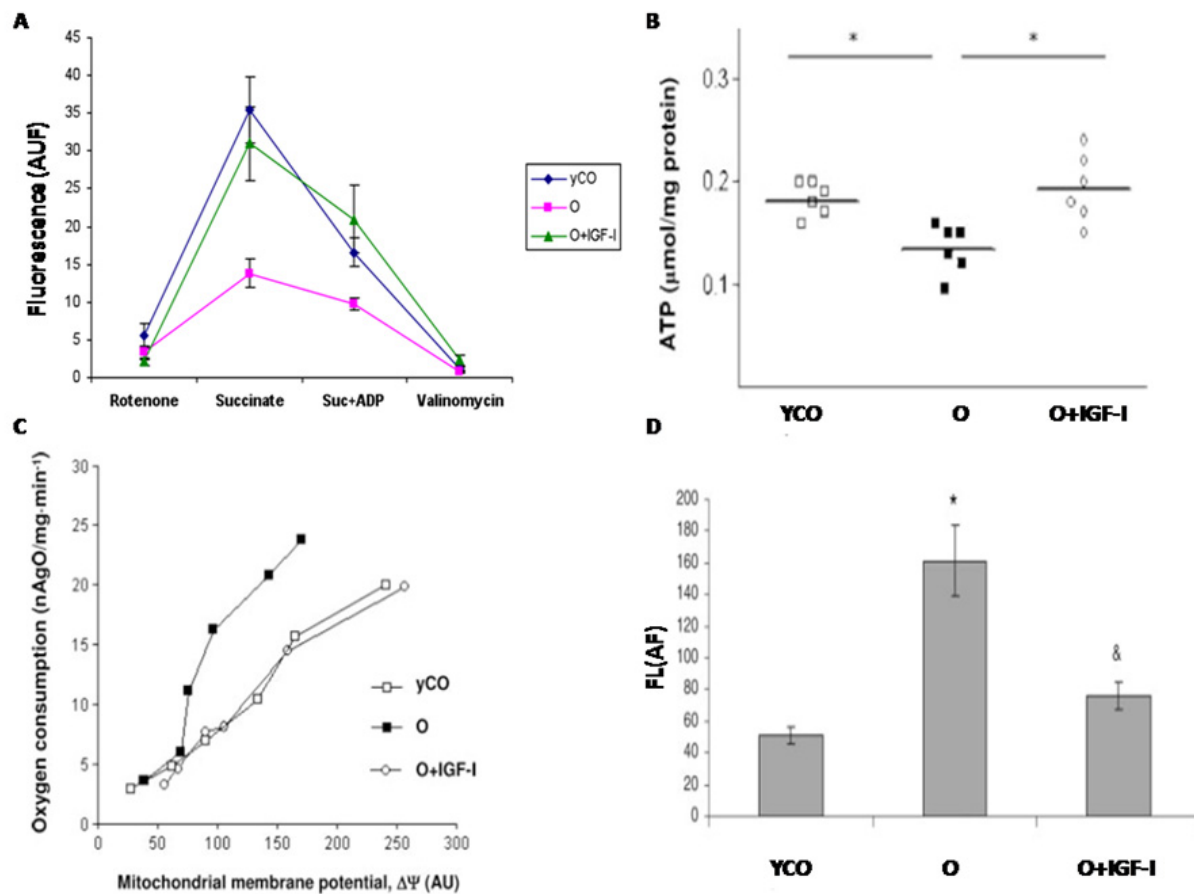 A
45
40
35
30
25
20
15
10
5
0
Fluorescence (AUF)
Rotenone Succinate Suc+ADP Valinomycin
yCO
O
O+IGF-I
B
* *
0.3
0.2
0.1
ATP (μmol/mg protein)
YCO O O+IGF-I
C
30
25
20
15
10
5
0
Oxygen consumption (nAgO/mg·min⁻¹)
yCO
O
O+IGF-I
0 50 100 150 200 250 300
Mitochondrial membrane potential, ΔΨ (AU)
D
200
180
160
140
120
100
80
60
40
20
0
FL(AF)
*
&
YCO O O+IGF-I